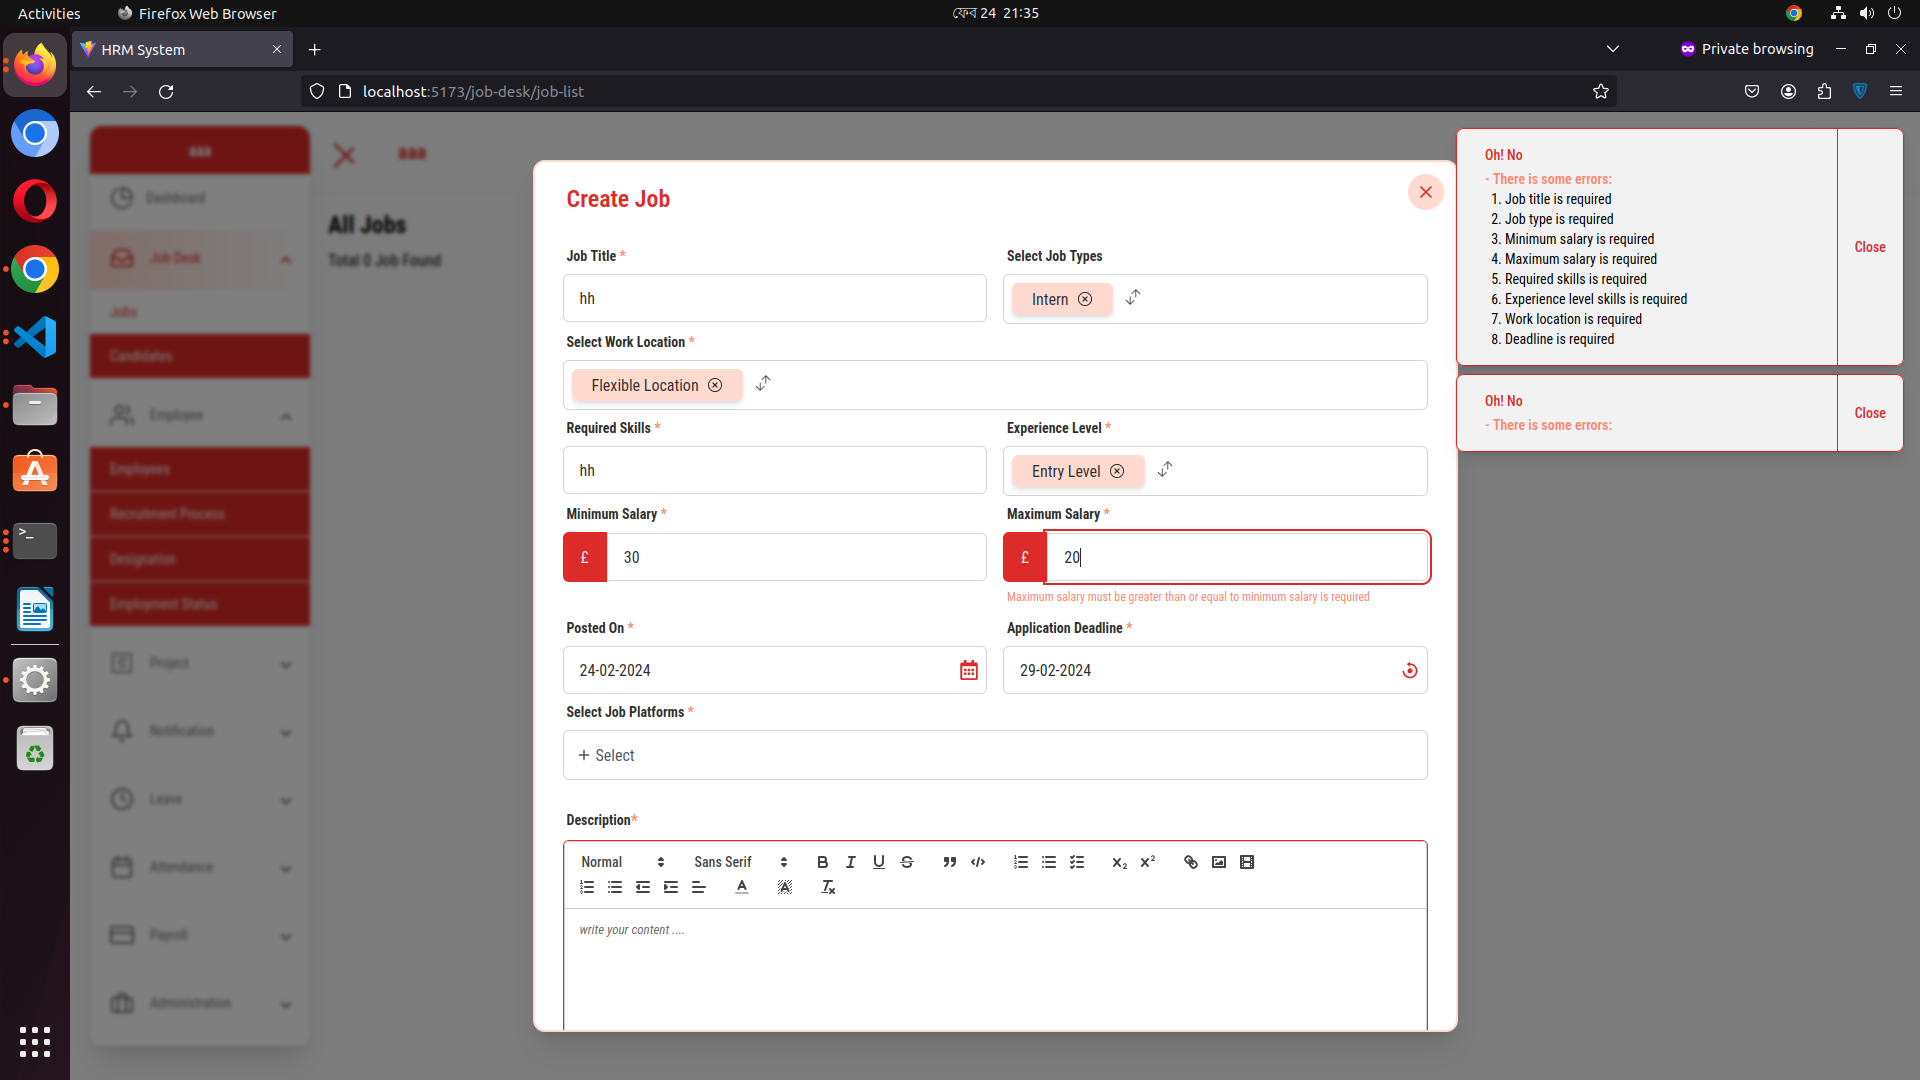 Activities
Firefox Web Browser
ফেব 24 21:35
HRM System
Private browsing
localhost:5173/job-desk/job-list
aaa
Dashboard
Job Desk
Jobs
Candidates
Employee
Employees
Recruitment Process
Designation
Employment Status
Project
Notification
Leave
Attendance
Payroll
Administration
aaa
All Jobs
Total 0 Job Found
Create Job
Job Title *
hh
Select Job Types
Intern
Select Work Location *
Flexible Location
Required Skills *
hh
Experience Level *
Entry Level
Minimum Salary *
£ 30
Maximum Salary *
£ 20
Maximum salary must be greater than or equal to minimum salary is required
Posted On *
24-02-2024
Application Deadline *
29-02-2024
Select Job Platforms *
+ Select
Description*
Normal
Sans Serif
write your content ....
Oh! No
- There is some errors:
1. Job title is required
2. Job type is required
3. Minimum salary is required
4. Maximum salary is required
5. Required skills is required
6. Experience level skills is required
7. Work location is required
8. Deadline is required
Close
Oh! No
- There is some errors:
Close